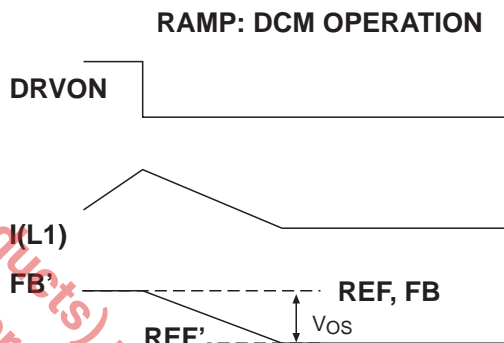 RAMP: DCM OPERATION
DRVON
I(L1)
FB’
REF, FB
VOS
REF’